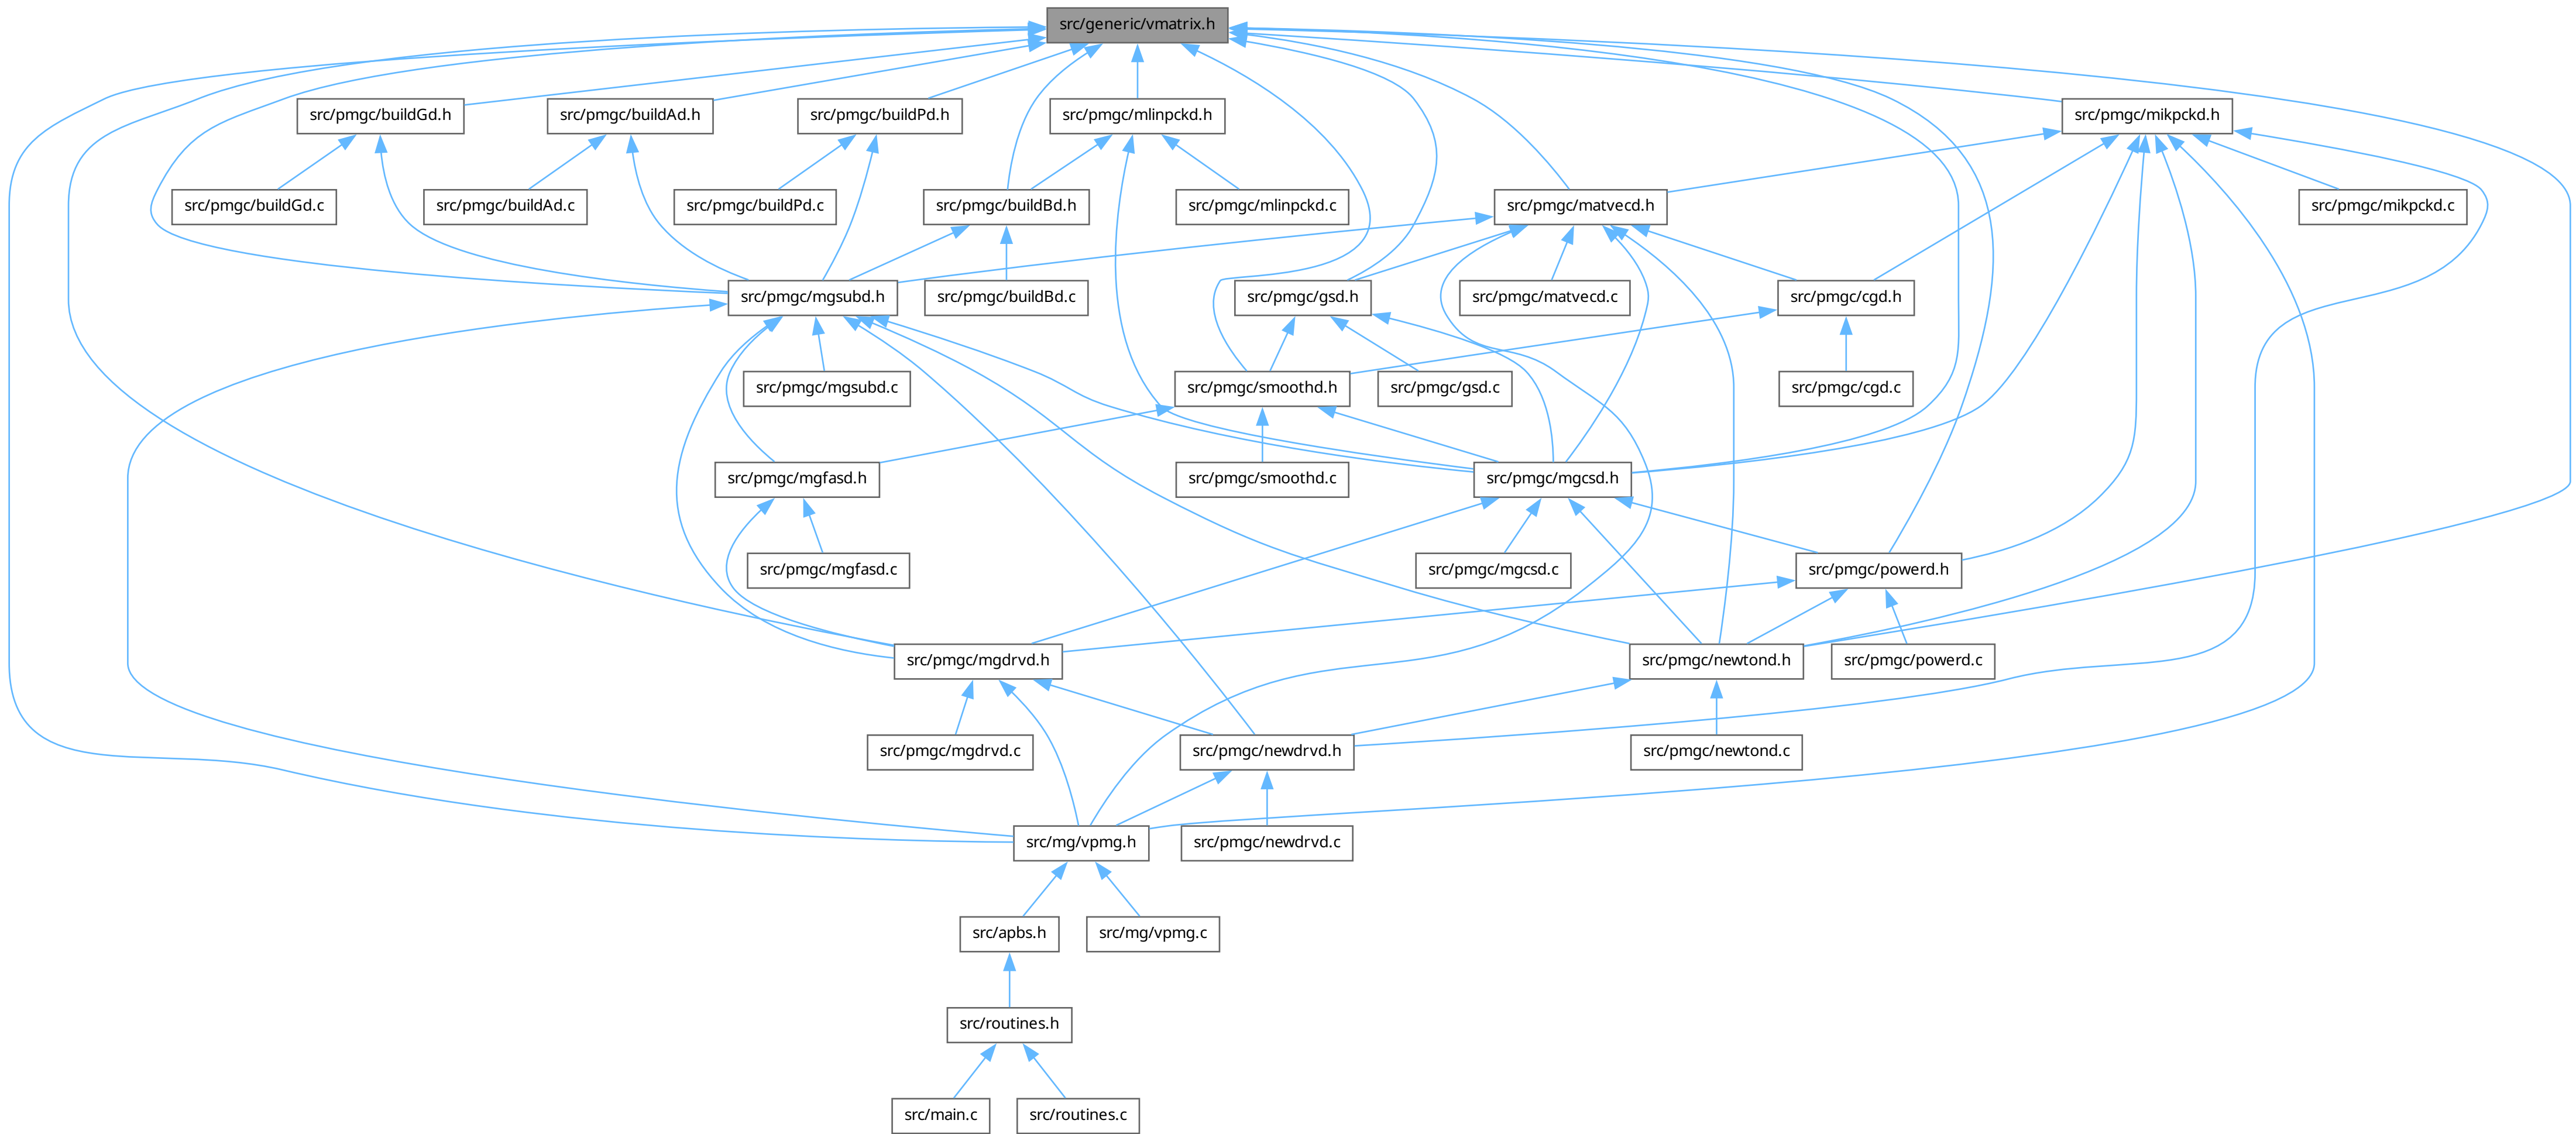 src/generic/vmatrix.h
src/pmgc/buildGd.h
src/pmgc/buildAd.h
src/pmgc/buildPd.h
src/pmgc/mlinpckd.h
src/pmgc/mikpckd.h
src/pmgc/buildGd.c
src/pmgc/buildAd.c
src/pmgc/buildPd.c
src/pmgc/buildBd.h
src/pmgc/mlinpckd.c
src/pmgc/matvecd.h
src/pmgc/mikpckd.c
src/pmgc/mgsubd.h
src/pmgc/buildBd.c
src/pmgc/gsd.h
src/pmgc/matvecd.c
src/pmgc/cgd.h
src/pmgc/mgsubd.c
src/pmgc/smoothd.h
src/pmgc/gsd.c
src/pmgc/cgd.c
src/pmgc/mgfasd.h
src/pmgc/smoothd.c
src/pmgc/mgcsd.h
src/pmgc/mgfasd.c
src/pmgc/mgcsd.c
src/pmgc/powerd.h
src/pmgc/mgdrvd.h
src/pmgc/newtond.h
src/pmgc/powerd.c
src/pmgc/mgdrvd.c
src/pmgc/newdrvd.h
src/pmgc/newtond.c
src/mg/vpmg.h
src/pmgc/newdrvd.c
src/apbs.h
src/mg/vpmg.c
src/routines.h
src/main.c
src/routines.c